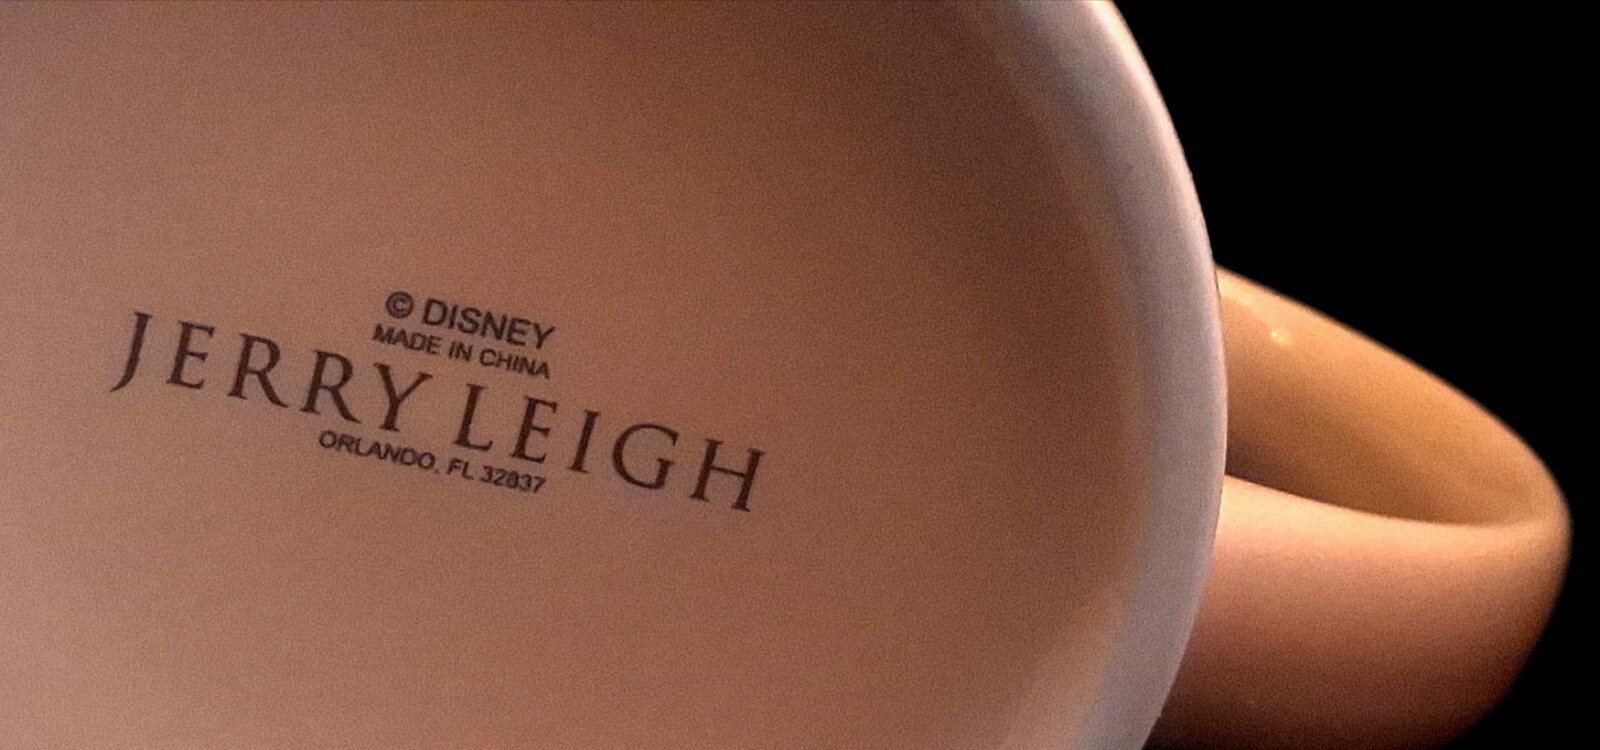 © DISNEY
MADE IN CHINA
JERRY LEIGH
ORLANDO, FL 32837